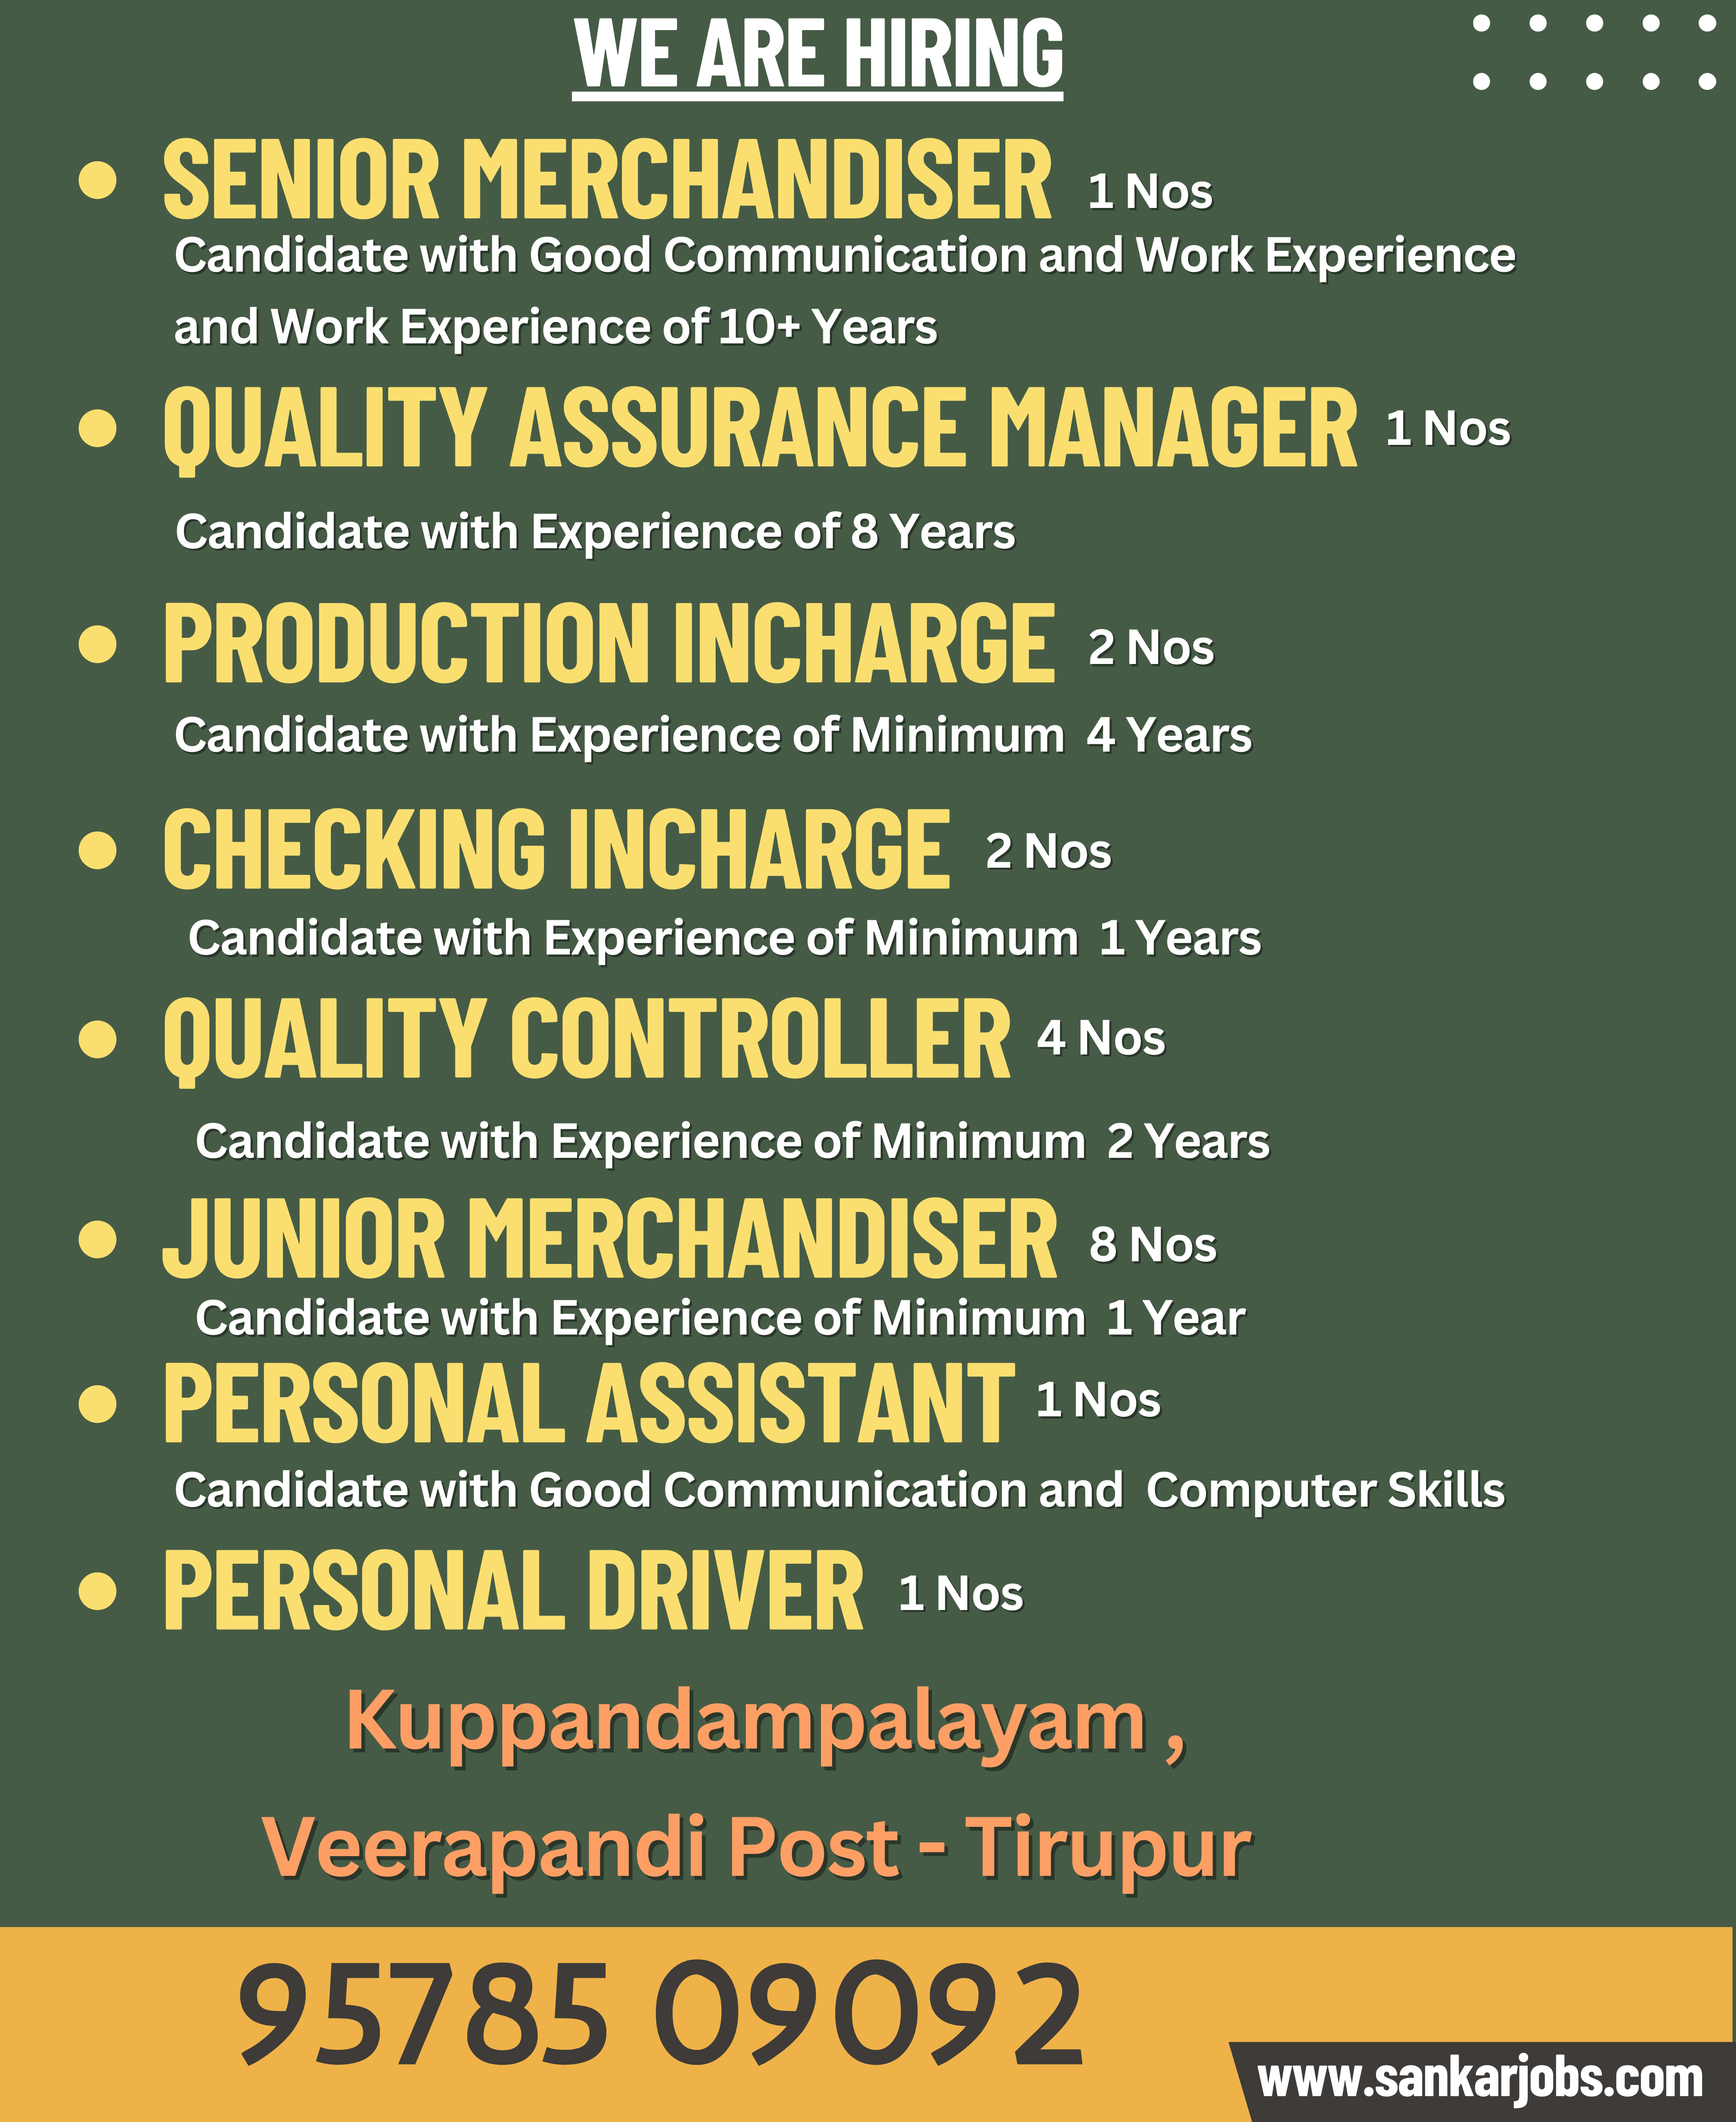 WE ARE HIRING
SENIOR MERCHANDISER 1 Nos
Candidate with Good Communication and Work Experience
and Work Experience of 10+ Years
QUALITY ASSURANCE MANAGER 1 Nos
Candidate with Experience of 8 Years
PRODUCTION INCHARGE 2 Nos
Candidate with Experience of Minimum 4 Years
CHECKING INCHARGE 2 Nos
Candidate with Experience of Minimum 1 Years
QUALITY CONTROLLER 4 Nos
Candidate with Experience of Minimum 2 Years
JUNIOR MERCHANDISER 8 Nos
Candidate with Experience of Minimum 1 Year
PERSONAL ASSISTANT 1 Nos
Candidate with Good Communication and Computer Skills
PERSONAL DRIVER 1 Nos
Kuppandampalayam ,
Veerapandi Post - Tirupur
95785 09092
www.sankarjobs.com